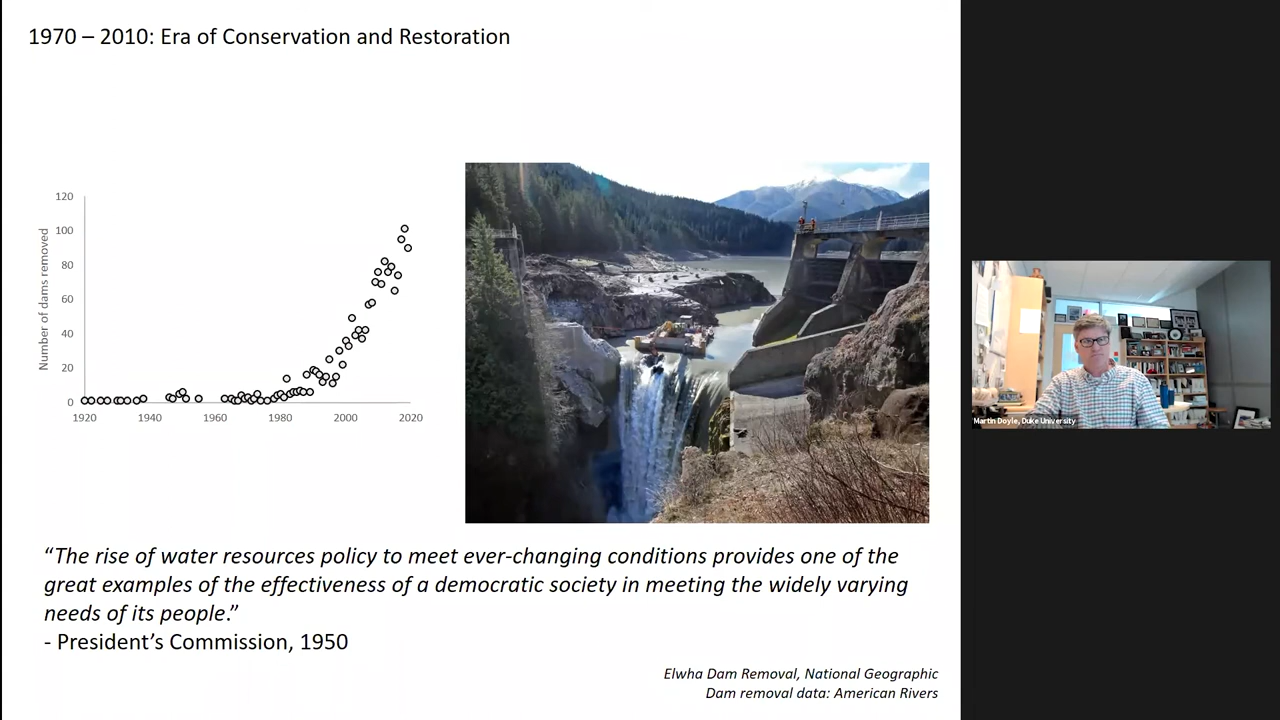 1970 – 2010: Era of Conservation and Restoration
Number of dams removed
120
100
80
60
40
20
0
1920 1940 1960 1980 2000 2020
“The rise of water resources policy to meet ever-changing conditions provides one of the
great examples of the effectiveness of a democratic society in meeting the widely varying
needs of its people.”
- President’s Commission, 1950
Elwha Dam Removal, National Geographic
Dam removal data: American Rivers
Martin Doyle, Duke University